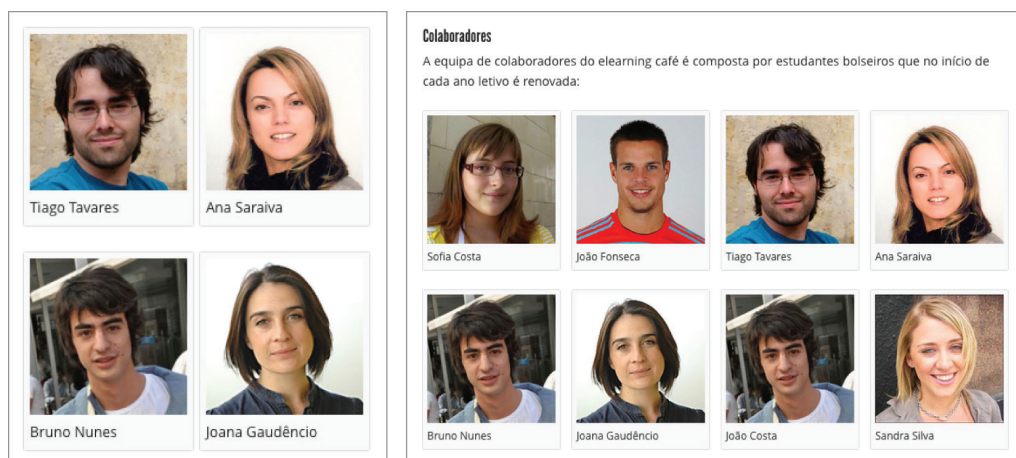 Tiago Tavares
Ana Saraiva
Bruno Nunes
Joana Gaudêncio
Colaboradores
A equipa de colaboradores do elearning café é composta por estudantes bolseiros que no início de
cada ano letivo é renovada:
Sofia Costa
João Fonseca
Tiago Tavares
Ana Saraiva
Bruno Nunes
Joana Gaudêncio
João Costa
Sandra Silva